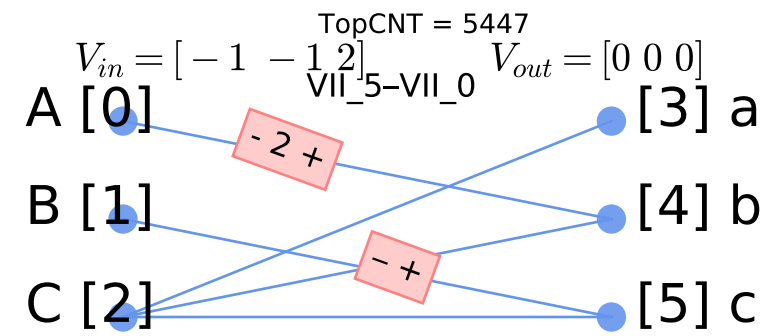 TopCNT = 5447
V_in = [ − 1 − 1 2] V_out = [0 0 0]
VII_5–VII_0
A [0] [3] a
- 2 +
B [1] [4] b
− +
C [2] [5] c